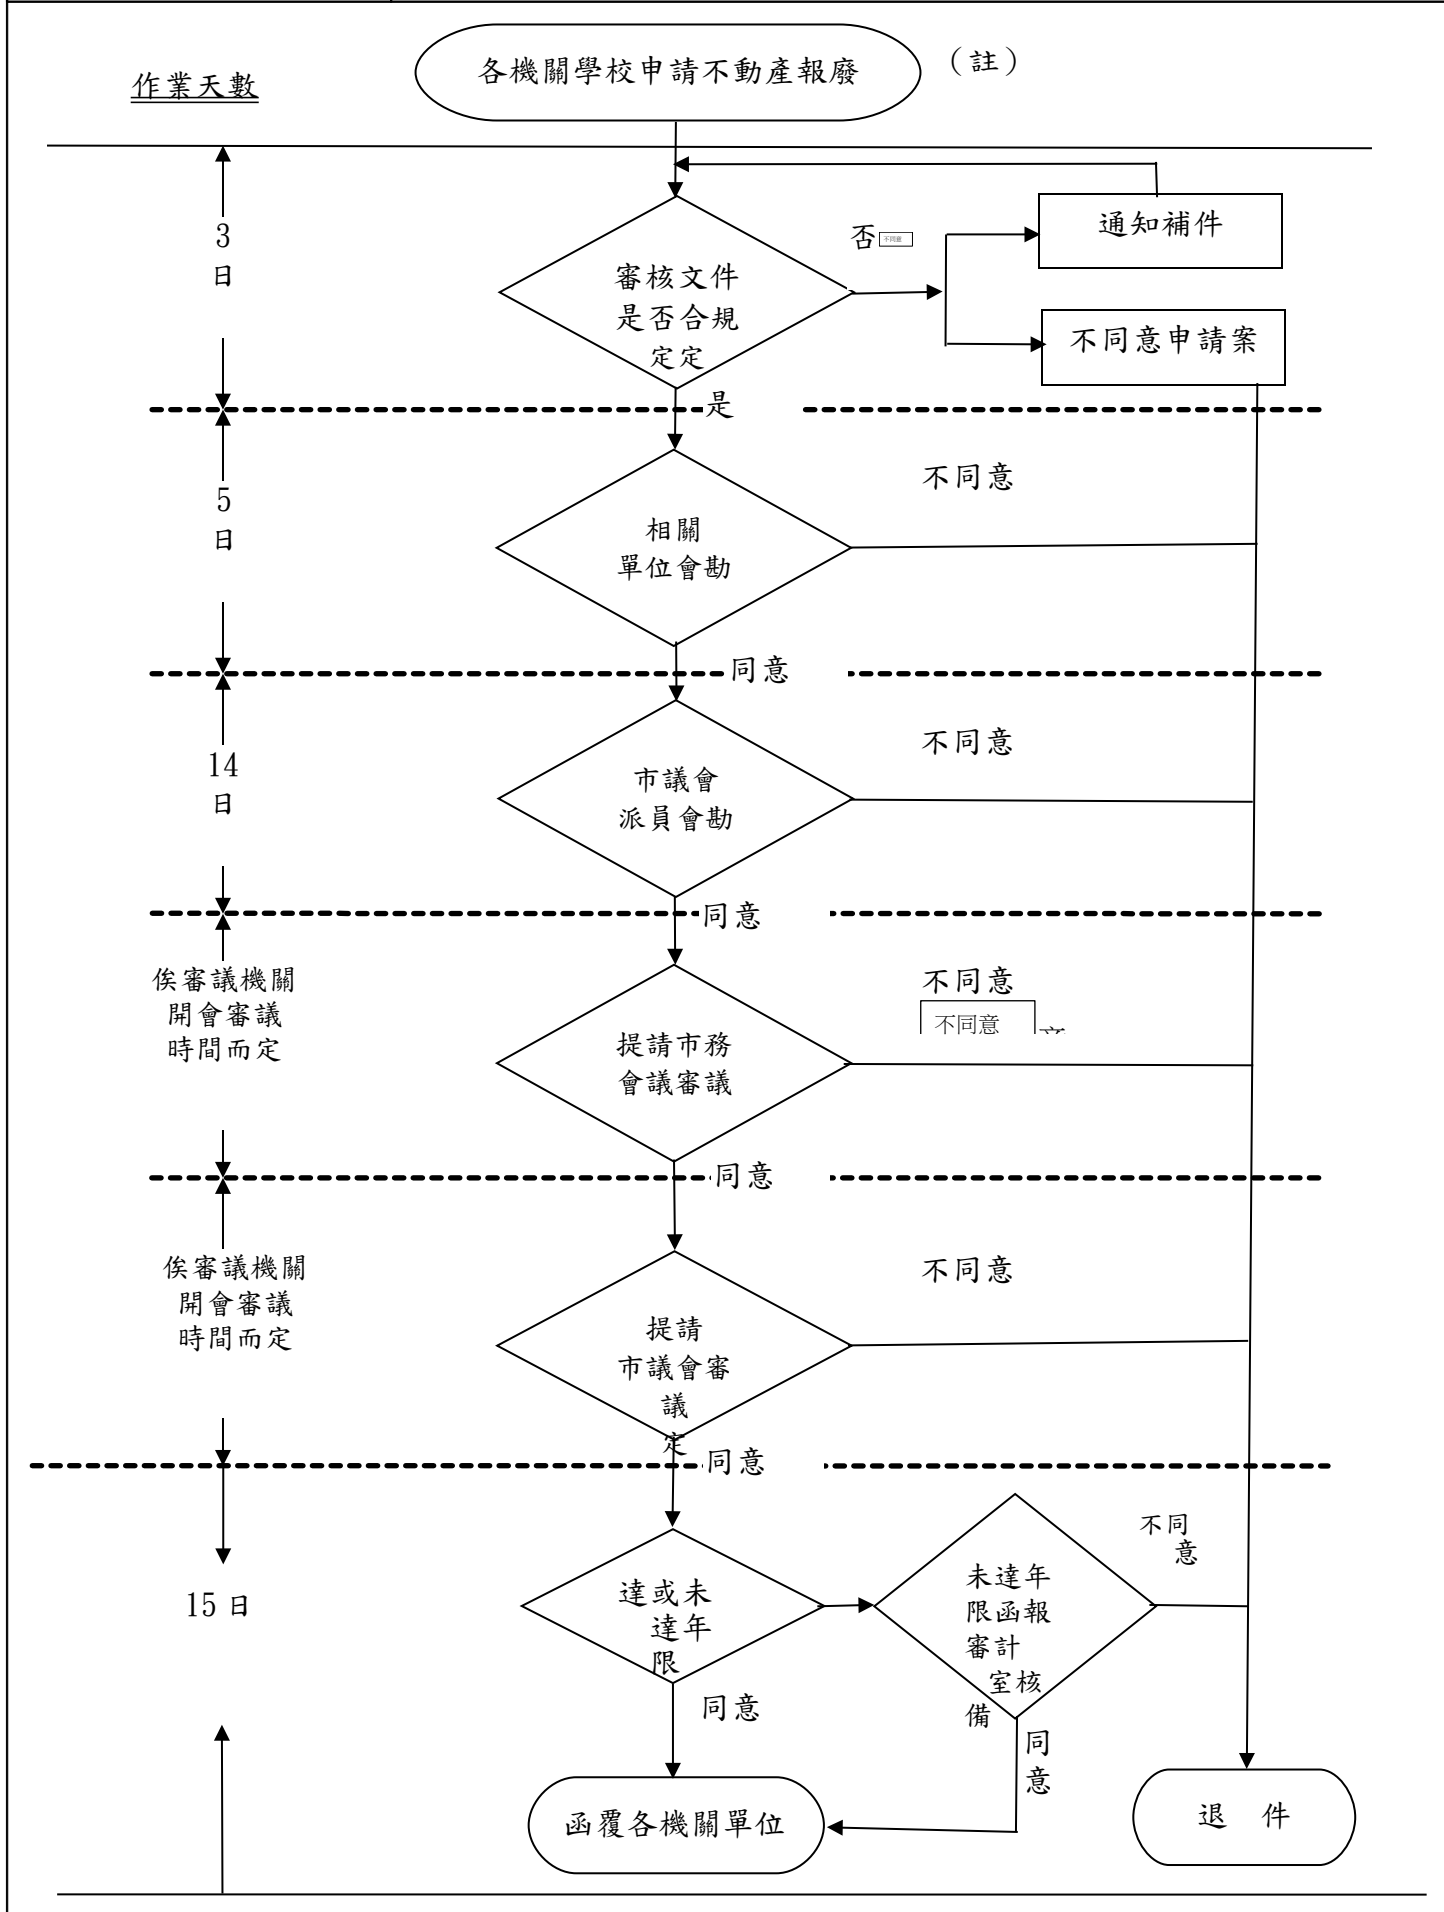 各機關學校申請不動產報廢
（註）
作業天數
3
日
否
不同意
通知補件
審核文件
是否合規
定定
不同意申請案
是
5
日
不同意
相關
單位會勘
同意
14
日
不同意
市議會
派員會勘
同意
俟審議機關
開會審議
時間而定
不同意
不同意
提請市務
會議審議
同意
俟審議機關
開會審議
時間而定
不同意
提請
市議會審
議
定
同意
15 日
達或未
達年
限
未達年
限函報
審計
室核
備
不同
意
同意
同
意
函覆各機關單位
退 件